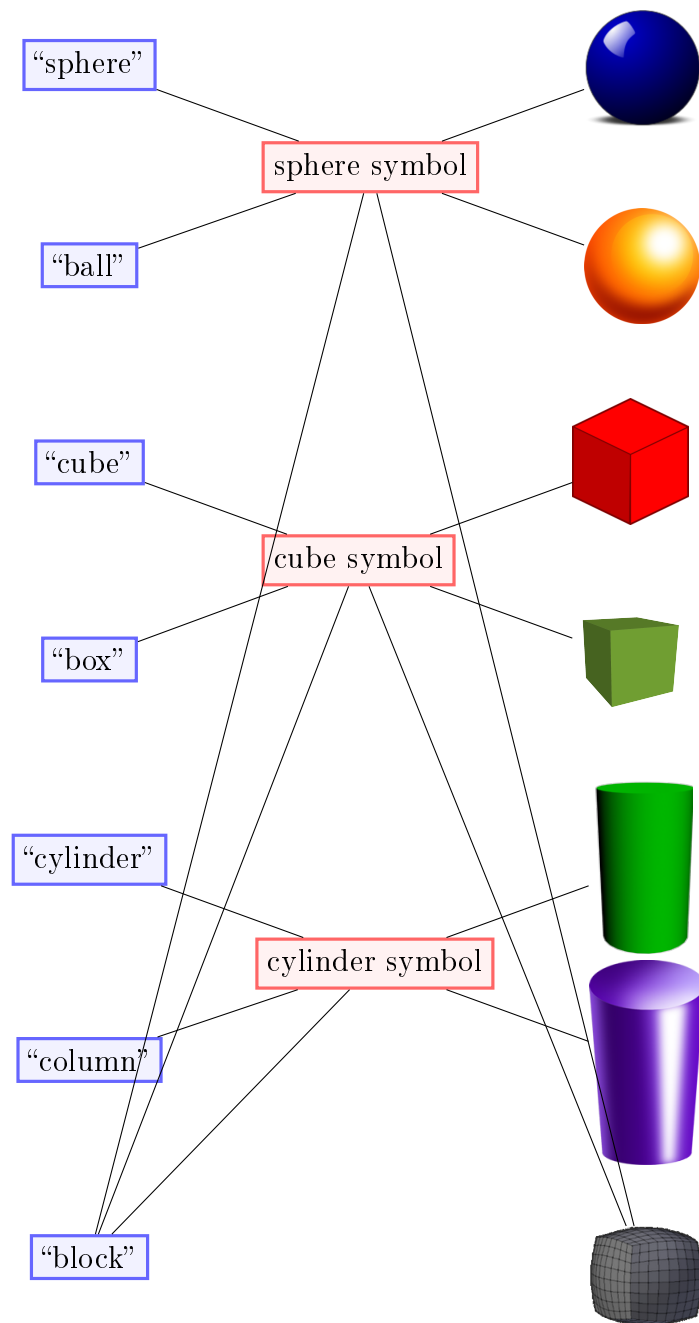 “sphere”
sphere symbol
“ball”
“cube”
cube symbol
“box”
“cylinder”
cylinder symbol
“column”
“block”